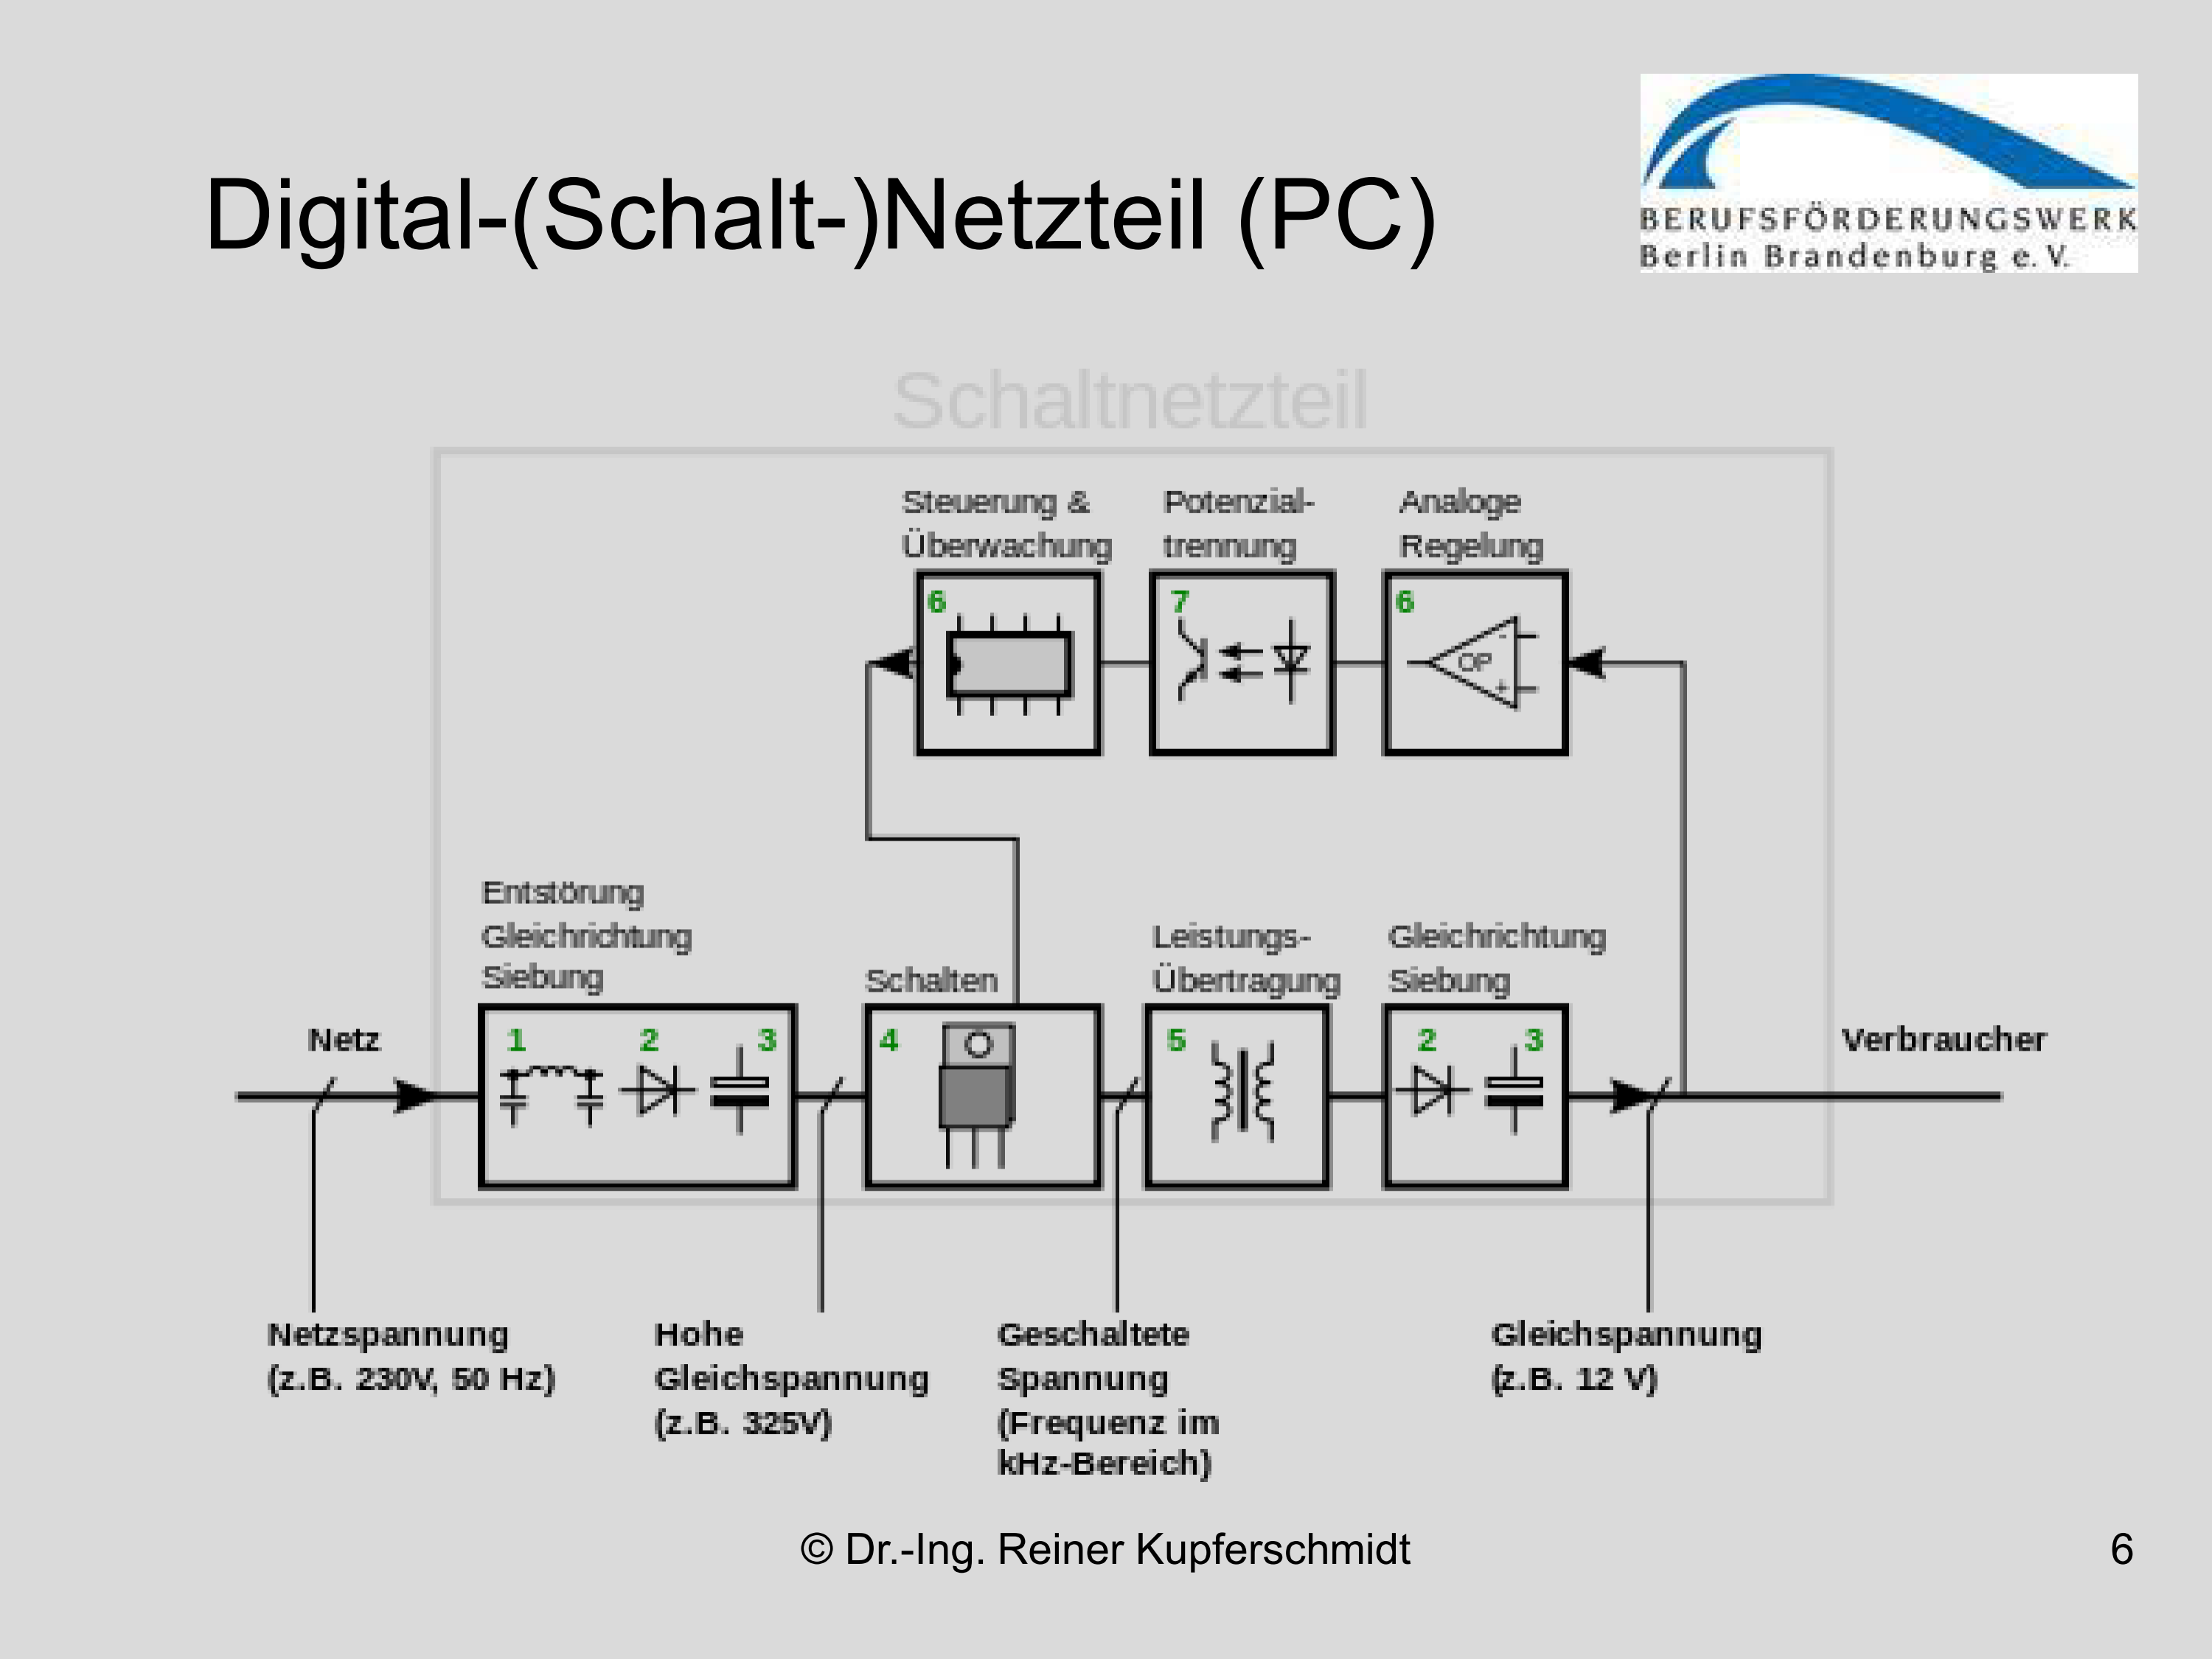 Digital-(Schalt-)Netzteil (PC)
BERUFSFÖRDERUNGSWERK
Berlin Brandenburg e. V.
Schaltnetzteil
Steuerung &
Überwachung
Potenzial-
trennung
Analoge
Regelung
6
7
6
OP
-
+
Entstörung
Gleichrichtung
Siebung
Schalten
Leistungs-
Übertragung
Gleichrichtung
Siebung
Netz
1
2
3
4
5
2
3
Verbraucher
Netzspannung
(z.B. 230V, 50 Hz)
Hohe
Gleichspannung
(z.B. 325V)
Geschaltete
Spannung
(Frequenz im
kHz-Bereich)
Gleichspannung
(z.B. 12 V)
© Dr.-Ing. Reiner Kupferschmidt
6